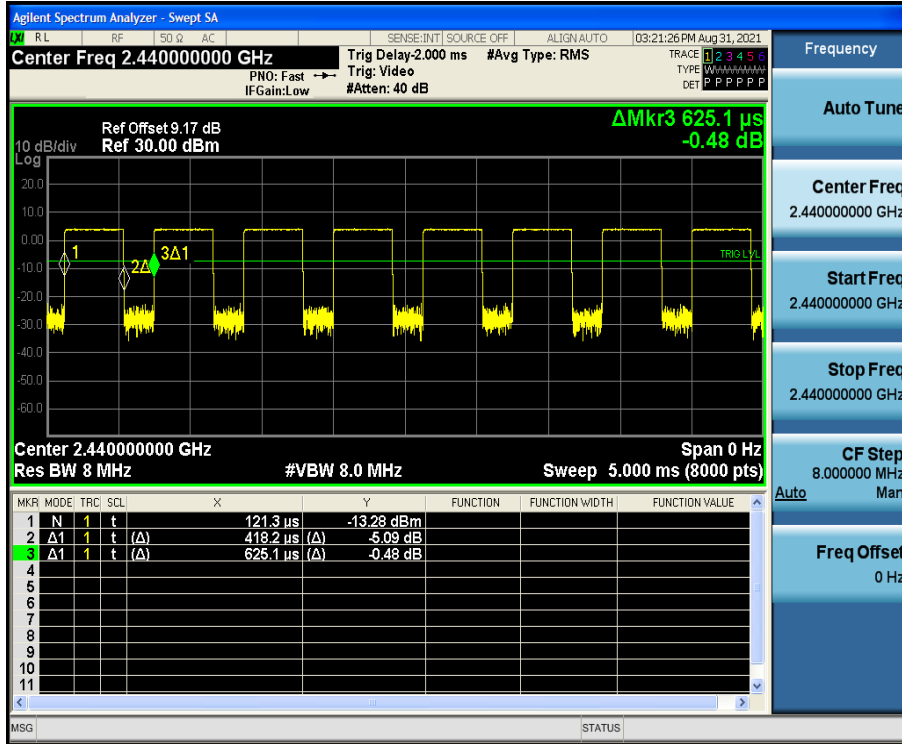 Agilent Spectrum Analyzer - Swept SA
LXI RL RF 50 Ω AC SENSE:INT SOURCE OFF ALIGN AUTO 03:21:26 PM Aug 31, 2021
Center Freq 2.440000000 GHz
PNO: Fast
IFGain:Low
Trig Delay-2.000 ms
Trig: Video
#Atten: 40 dB
#Avg Type: RMS
TRACE 1 2 3 4 5 6
TYPE WWWWWW
DET P P P P P P
Ref Offset 9.17 dB
10 dB/div Ref 30.00 dBm
Log
ΔMkr3 625.1 µs
-0.48 dB
20.0
10.0
0.00
-10.0
-20.0
-30.0
-40.0
-50.0
-60.0
1
2Δ
3Δ1
TRIG LVL
Center 2.440000000 GHz Span 0 Hz
Res BW 8 MHz #VBW 8.0 MHz Sweep 5.000 ms (8000 pts)
MKR MODE TRC SCL X Y FUNCTION FUNCTION WIDTH FUNCTION VALUE
1 N 1 t 121.3 µs -13.28 dBm
2 Δ1 1 t (Δ) 418.2 µs (Δ) -5.09 dB
3 Δ1 1 t (Δ) 625.1 µs (Δ) -0.48 dB
4
5
6
7
8
9
10
11
MSG STATUS
Frequency
Auto Tune
Center Freq
2.440000000 GHz
Start Freq
2.440000000 GHz
Stop Freq
2.440000000 GHz
CF Step
8.000000 MHz
Auto Man
Freq Offset
0 Hz